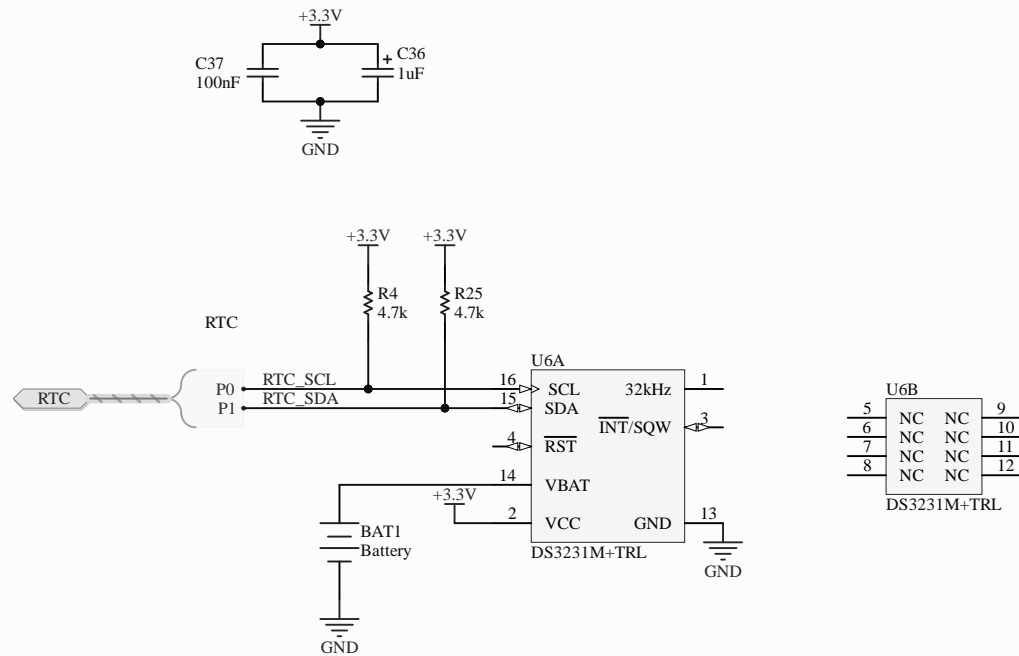 +3.3V
C37
100nF
+
C36
1uF
GND
+3.3V
+3.3V
R4
4.7k
R25
4.7k
RTC
RTC
P0
P1
RTC_SCL
RTC_SDA
U6A
16
SCL
15
SDA
4
RST
14
VBAT
+3.3V
2
VCC
32kHz
1
INT/SQW
3
GND
13
DS3231M+TRL
GND
BAT1
Battery
GND
U6B
5 NC NC 9
6 NC NC 10
7 NC NC 11
8 NC NC 12
DS3231M+TRL